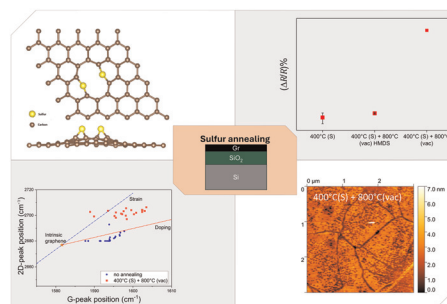 Sulfur
Carbon
(ΔR/R)%
400°C (S)
400°C (S) + 800°C
(vac) HMDS
400°C (S) + 800°
(vac)
Sulfur annealing
Gr
SiO₂
Si
2D-peak position (cm⁻¹)
2720
2700
2680
Strain
Doping
Intrinsic
graphene
no annealing
400°C (S) + 800°C (vac)
1610
G-peak position (cm⁻¹)
0 µm
1
2
0
1
2
400°C(S) + 800°C(vac)
7.0 nm
6.0
5.0
4.0
3.0
2.0
1.0
0.0